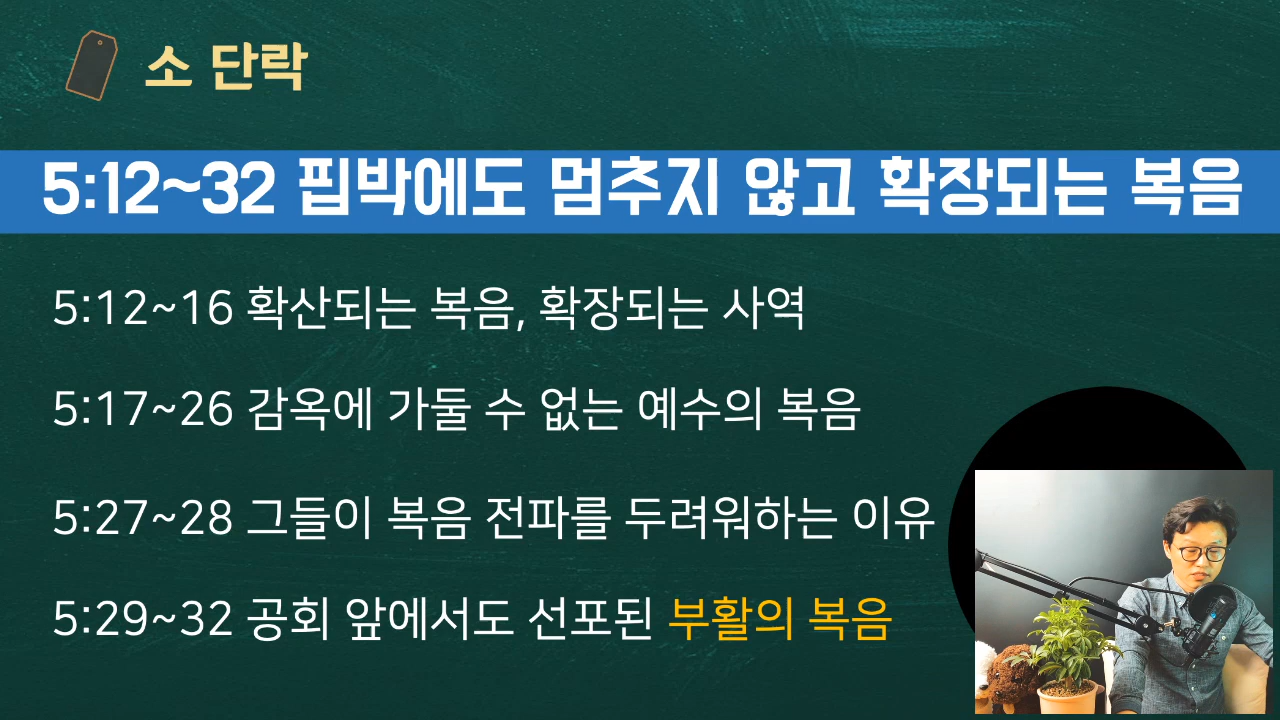 소 단락
5:12~32 핍박에도 멈추지 않고 확장되는 복음
5:12~16 확산되는 복음, 확장되는 사역
5:17~26 감옥에 가둘 수 없는 예수의 복음
5:27~28 그들이 복음 전파를 두려워하는 이유
5:29~32 공회 앞에서도 선포된 부활의 복음